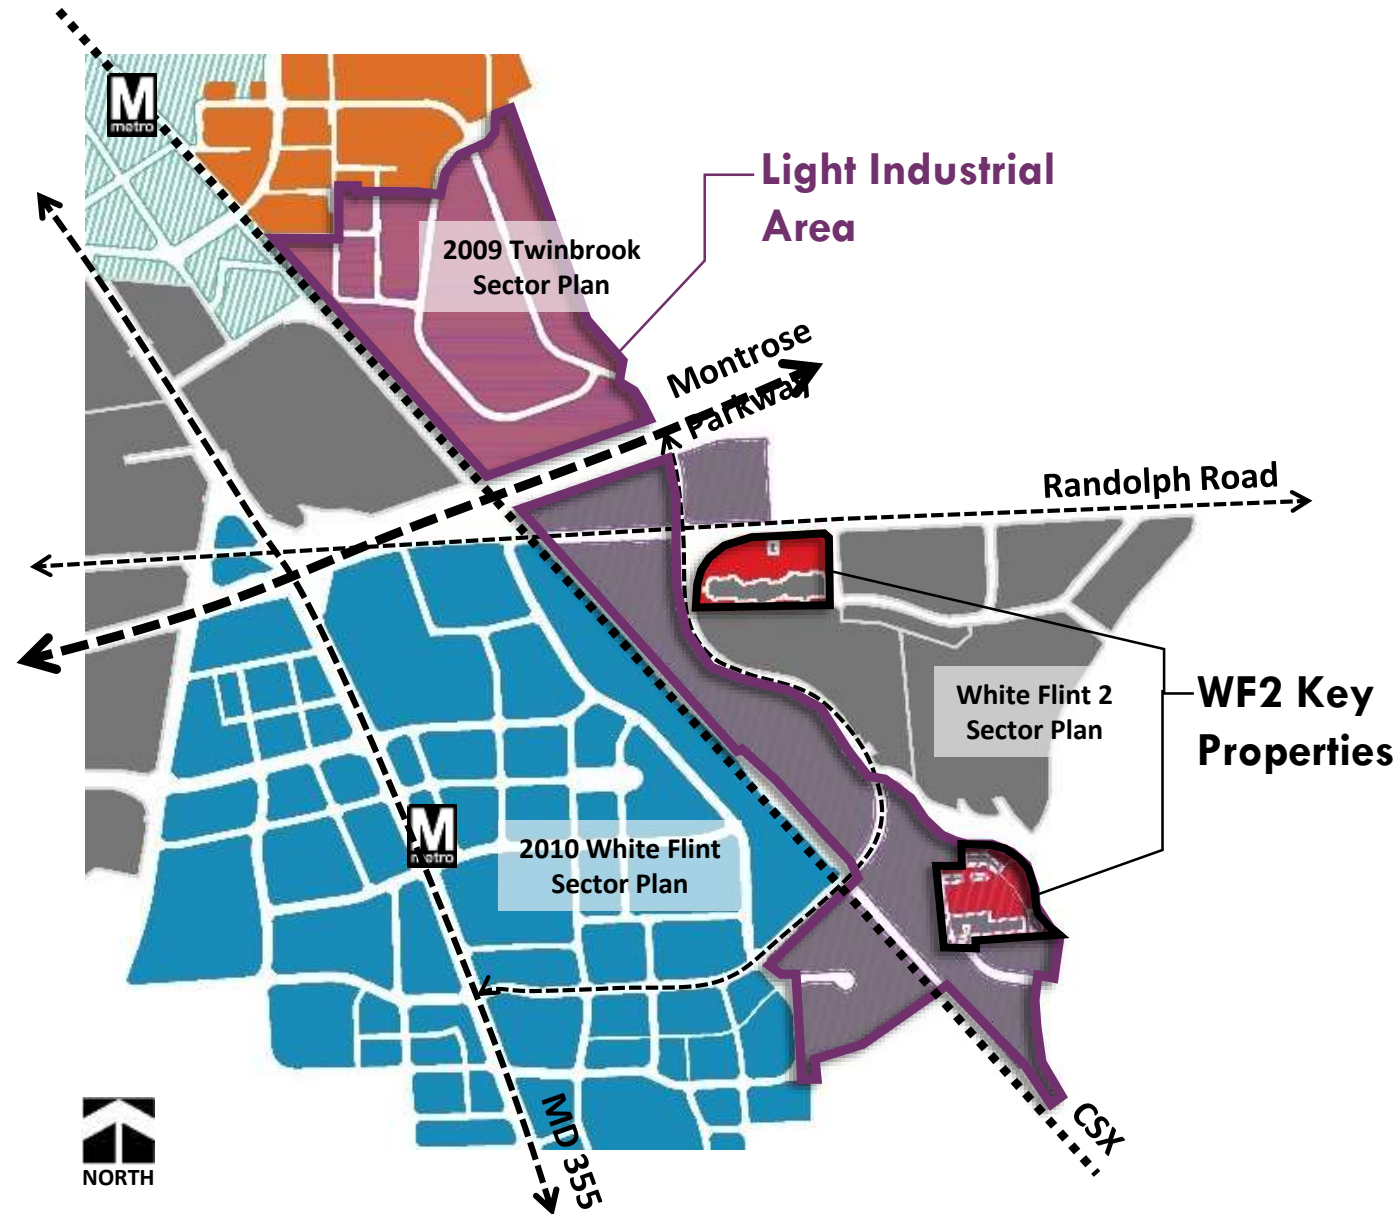 M
metro
Light Industrial
Area
2009 Twinbrook
Sector Plan
Montrose
Parkway
Randolph Road
White Flint 2
Sector Plan
WF2 Key
Properties
M
metro
2010 White Flint
Sector Plan
MD 355
CSX
NORTH